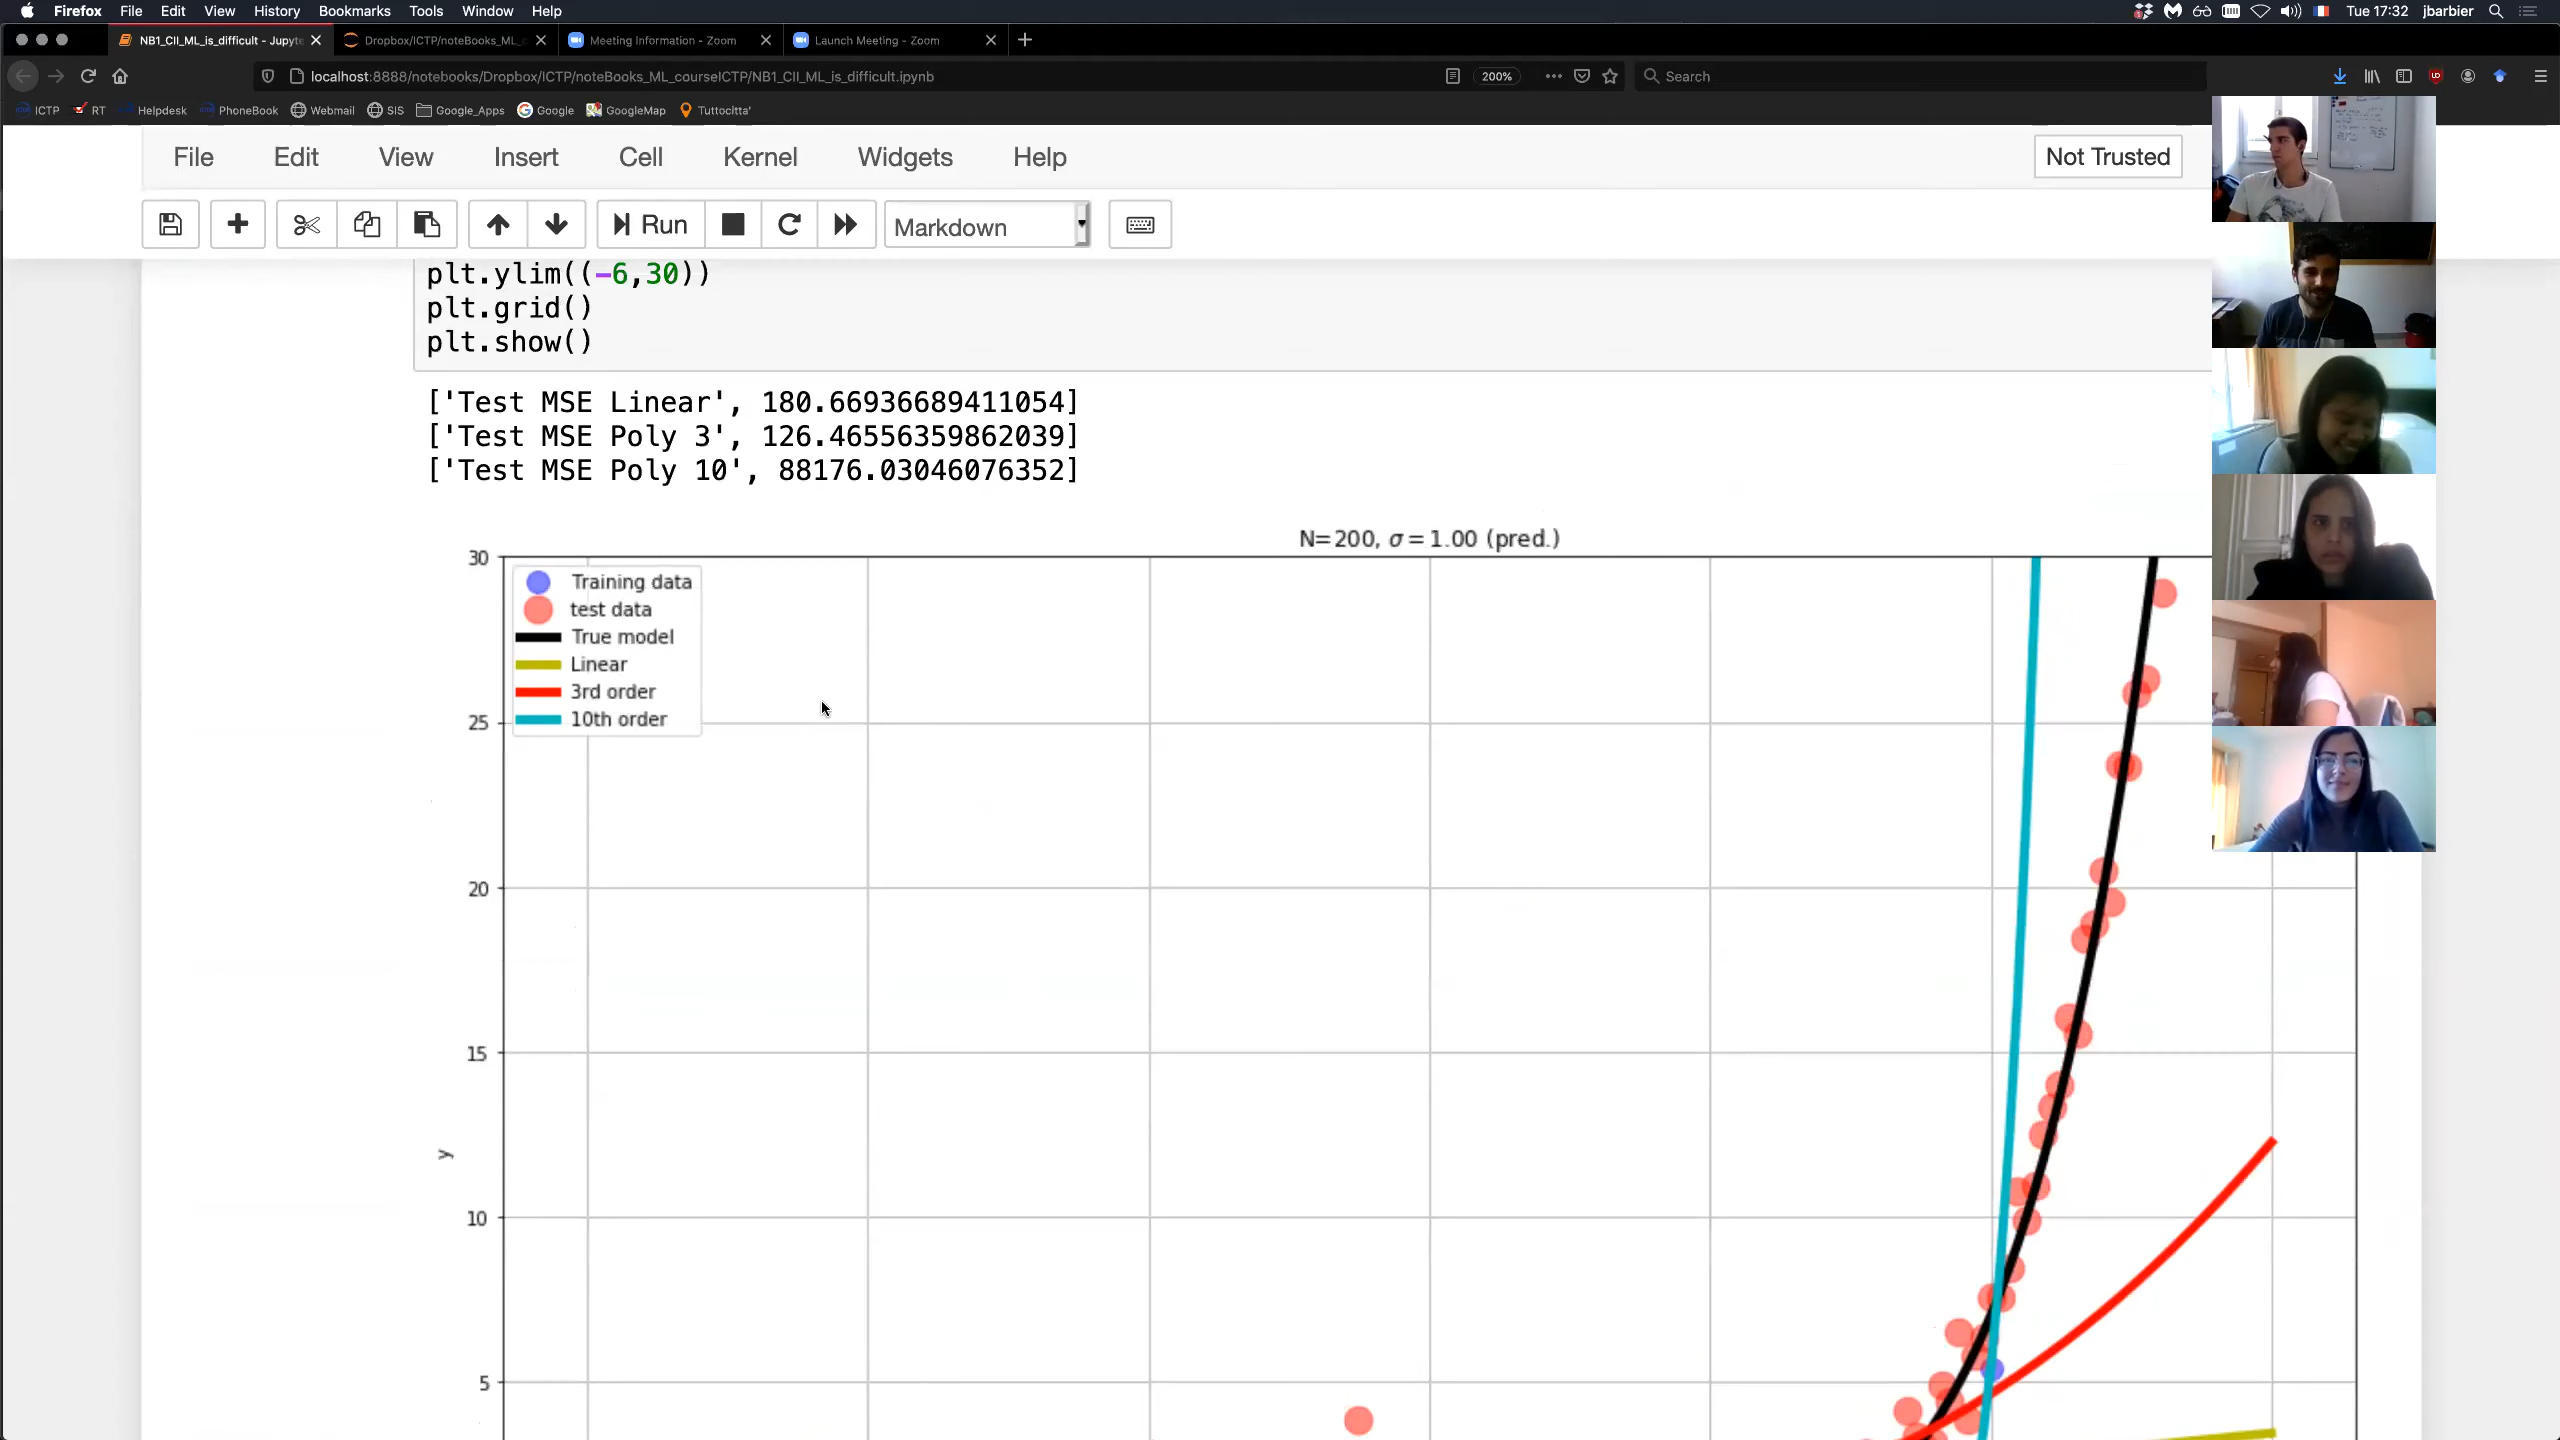 Firefox File Edit View History Bookmarks Tools Window Help Tue 17:32 jbarbier
NB1_CII_ML_is_difficult - Jupyte Dropbox/ICTP/noteBooks_ML_c Meeting Information - Zoom Launch Meeting - Zoom
localhost:8888/notebooks/Dropbox/ICTP/noteBooks_ML_courseICTP/NB1_CII_ML_is_difficult.ipynb 200% Search
ICTP RT Helpdesk PhoneBook Webmail SIS Google_Apps Google GoogleMap Tuttocitta'
File Edit View Insert Cell Kernel Widgets Help Not Trusted
Run Markdown
plt.ylim((-6,30))
plt.grid()
plt.show()
['Test MSE Linear', 180.66936689411054]
['Test MSE Poly 3', 126.46556359862039]
['Test MSE Poly 10', 88176.03046076352]
N=200, σ = 1.00 (pred.)
30
Training data
test data
True model
Linear
3rd order
10th order
25
20
15
y
10
5